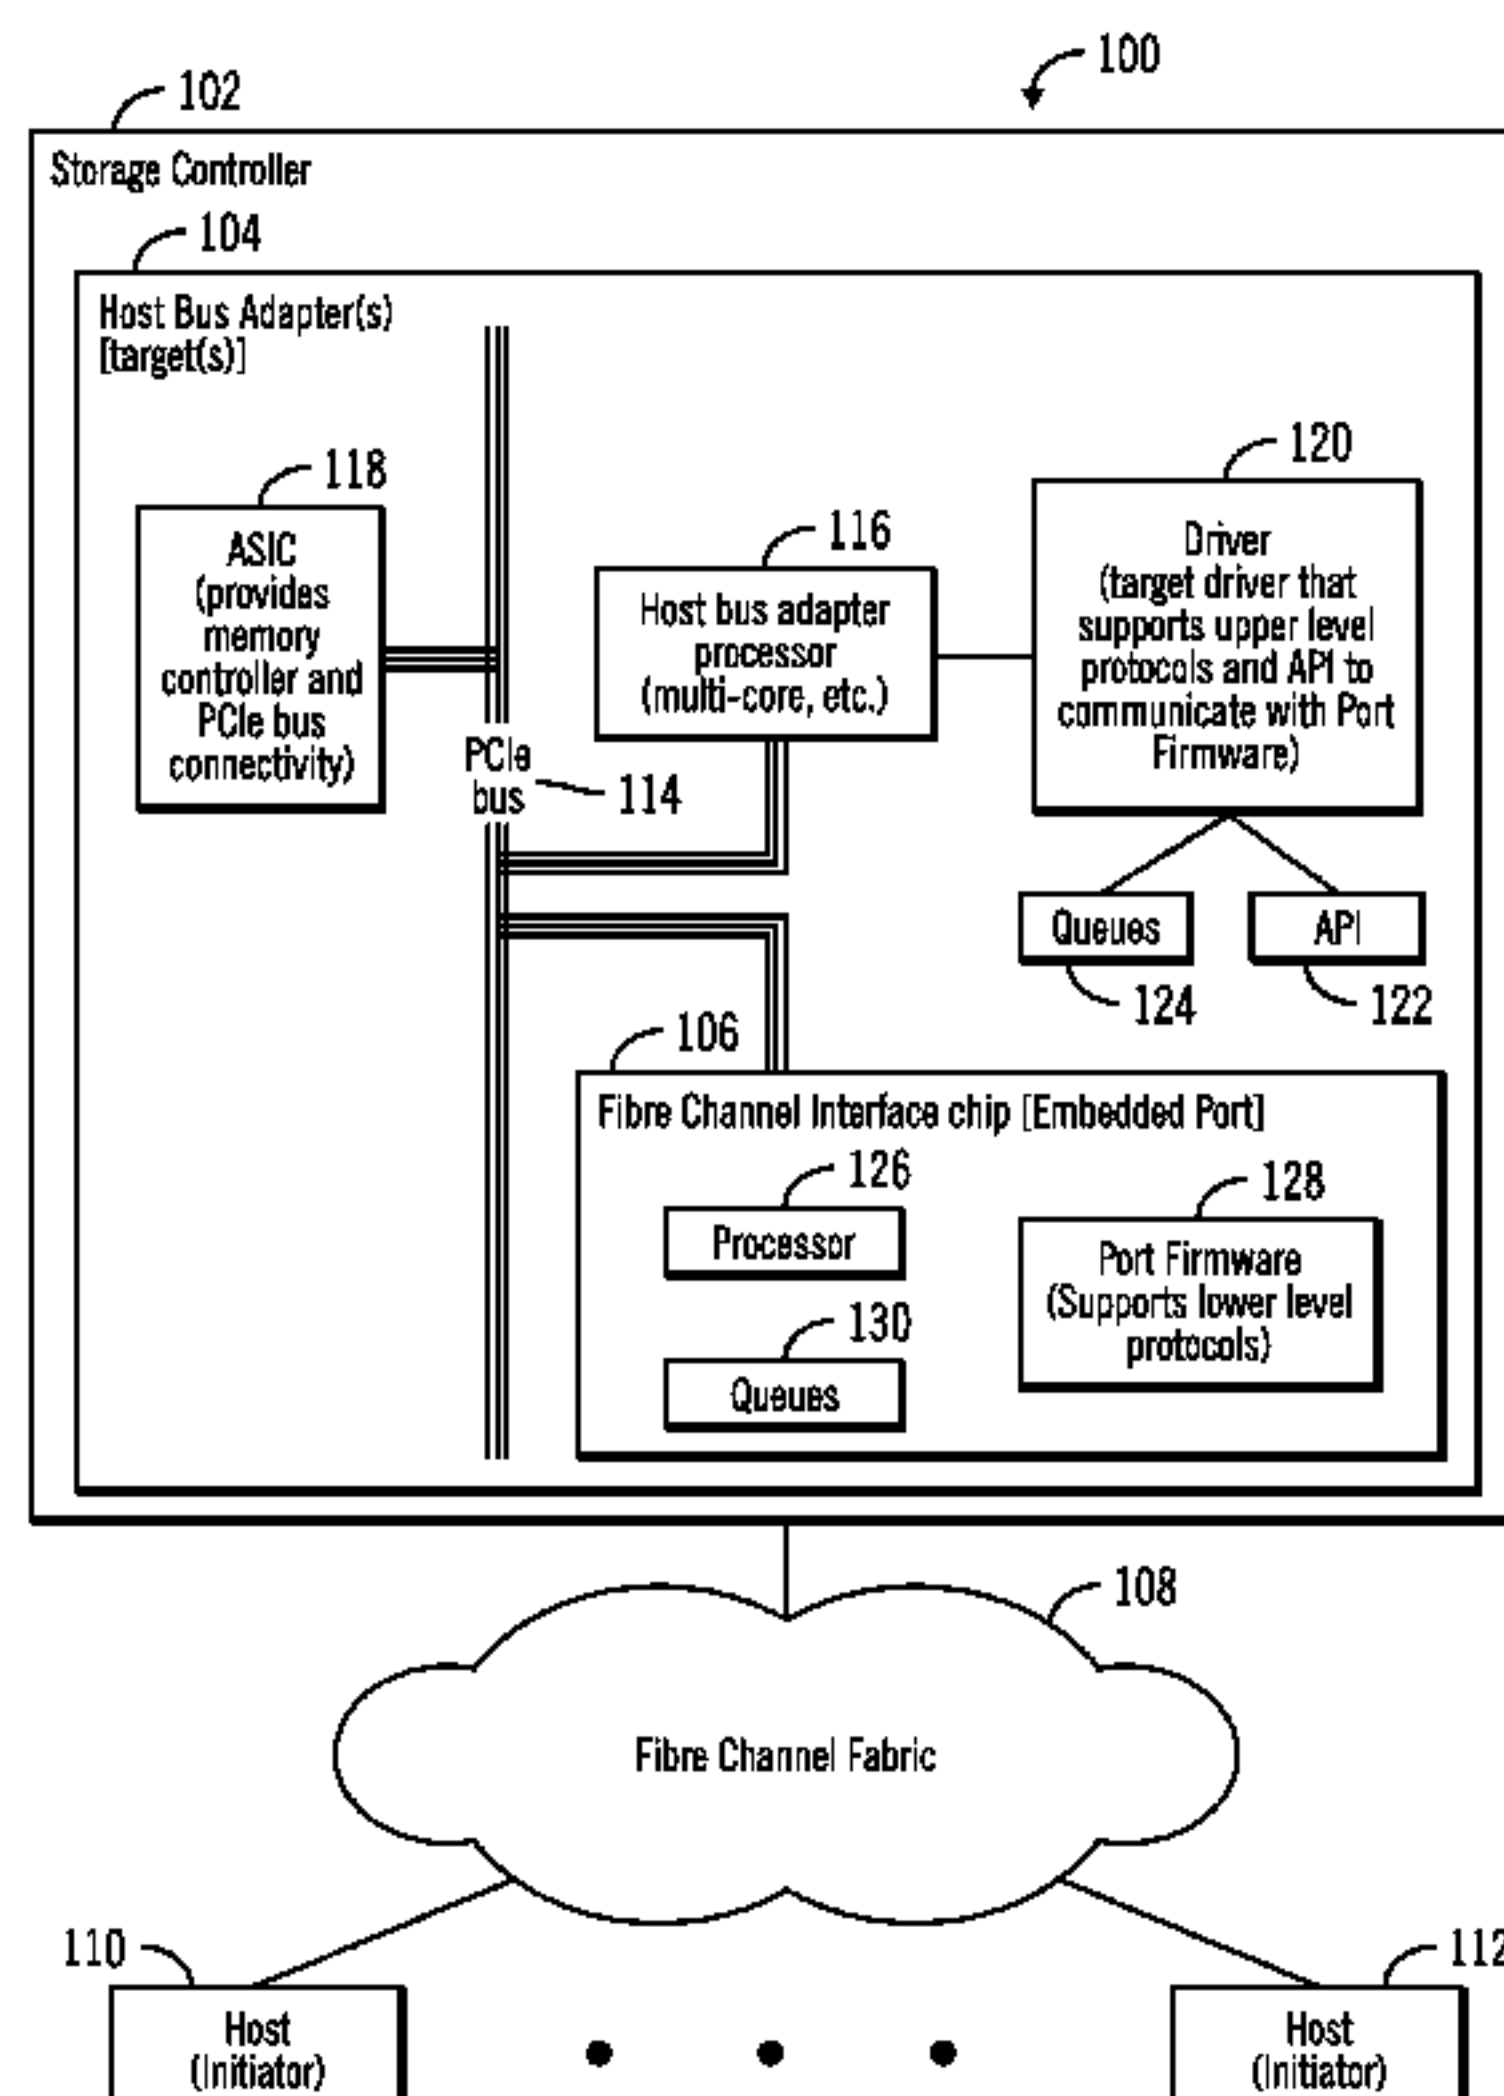 100
102
Storage Controller
104
Host Bus Adapter(s)
[target(s)]
118
ASIC
(provides
memory
controller and
PCIe bus
connectivity)
PCIe
bus
114
116
Host bus adapter
processor
(multi-core, etc.)
120
Driver
(target driver that
supports upper level
protocols and API to
communicate with Port
Firmware)
Queues
124
API
122
106
Fibre Channel Interface chip [Embedded Port]
126
Processor
130
Queues
128
Port Firmware
(Supports lower level
protocols)
108
Fibre Channel Fabric
110
Host
(Initiator)
112
Host
(Initiator)